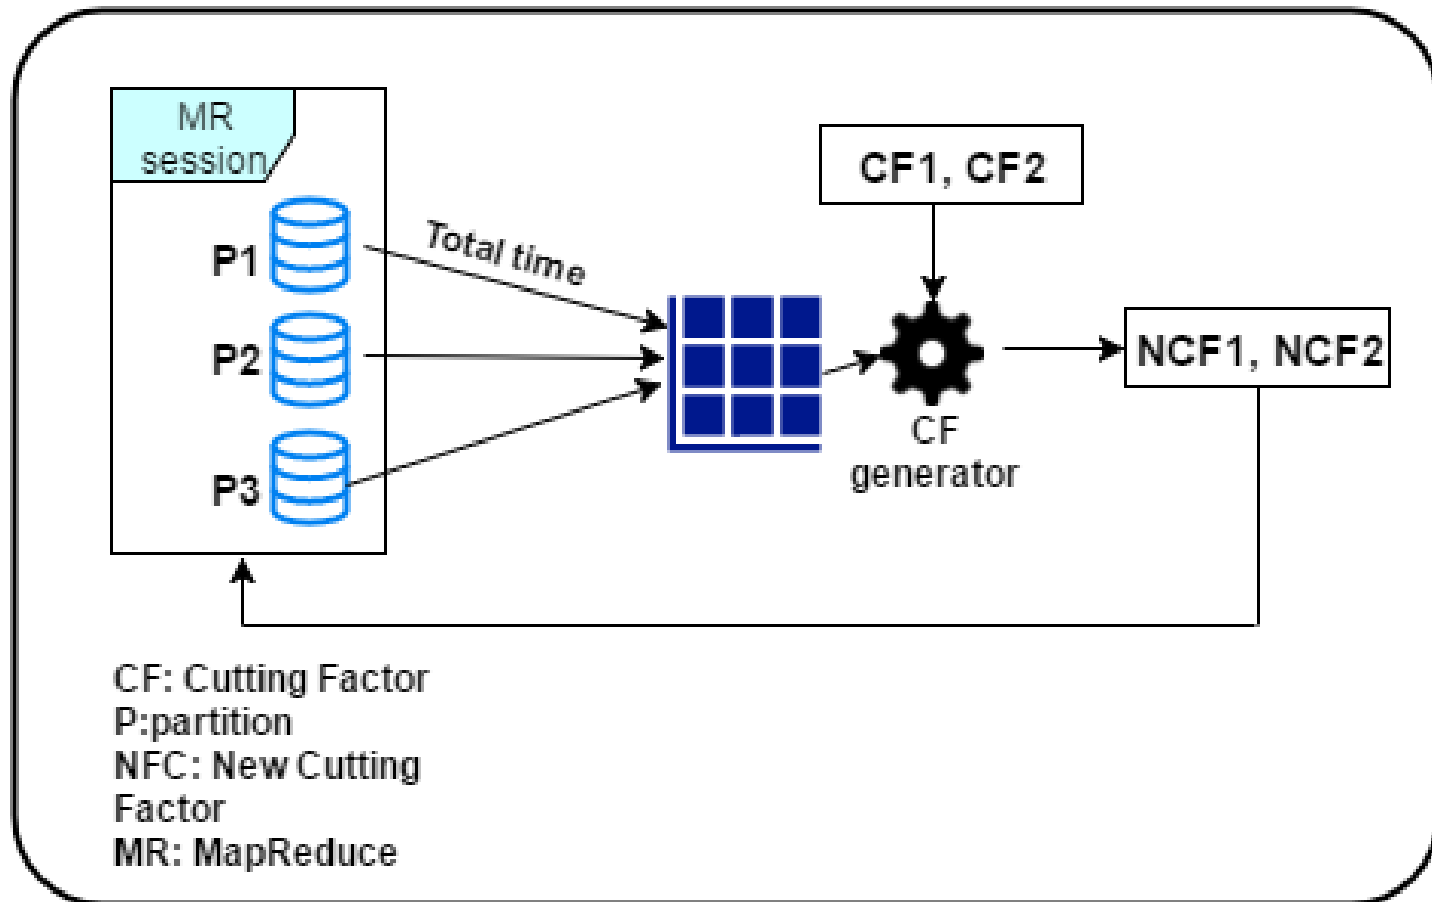 MR
session
P1
P2
P3
Total time
CF1, CF2
CF
generator
NCF1, NCF2
CF: Cutting Factor
P:partition
NFC: New Cutting
Factor
MR: MapReduce